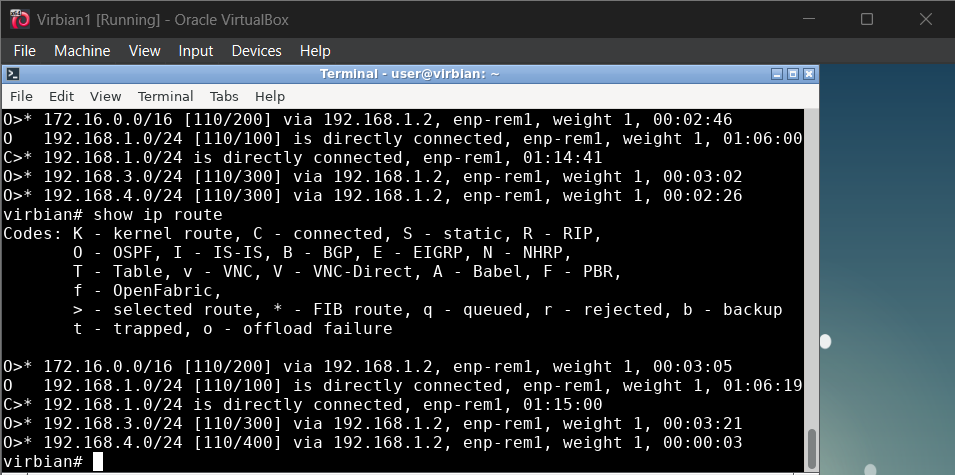 Virbian1 [Running] - Oracle VirtualBox
File Machine View Input Devices Help
Terminal - user@virbian: ~
File Edit View Terminal Tabs Help
O>* 172.16.0.0/16 [110/200] via 192.168.1.2, enp-rem1, weight 1, 00:02:46
O   192.168.1.0/24 [110/100] is directly connected, enp-rem1, weight 1, 01:06:00
C>* 192.168.1.0/24 is directly connected, enp-rem1, 01:14:41
O>* 192.168.3.0/24 [110/300] via 192.168.1.2, enp-rem1, weight 1, 00:03:02
O>* 192.168.4.0/24 [110/300] via 192.168.1.2, enp-rem1, weight 1, 00:02:26
virbian# show ip route
Codes: K - kernel route, C - connected, S - static, R - RIP,
       O - OSPF, I - IS-IS, B - BGP, E - EIGRP, N - NHRP,
       T - Table, v - VNC, V - VNC-Direct, A - Babel, F - PBR,
       f - OpenFabric,
       > - selected route, * - FIB route, q - queued, r - rejected, b - backup
       t - trapped, o - offload failure

O>* 172.16.0.0/16 [110/200] via 192.168.1.2, enp-rem1, weight 1, 00:03:05
O   192.168.1.0/24 [110/100] is directly connected, enp-rem1, weight 1, 01:06:19
C>* 192.168.1.0/24 is directly connected, enp-rem1, 01:15:00
O>* 192.168.3.0/24 [110/300] via 192.168.1.2, enp-rem1, weight 1, 00:03:21
O>* 192.168.4.0/24 [110/400] via 192.168.1.2, enp-rem1, weight 1, 00:00:03
virbian#